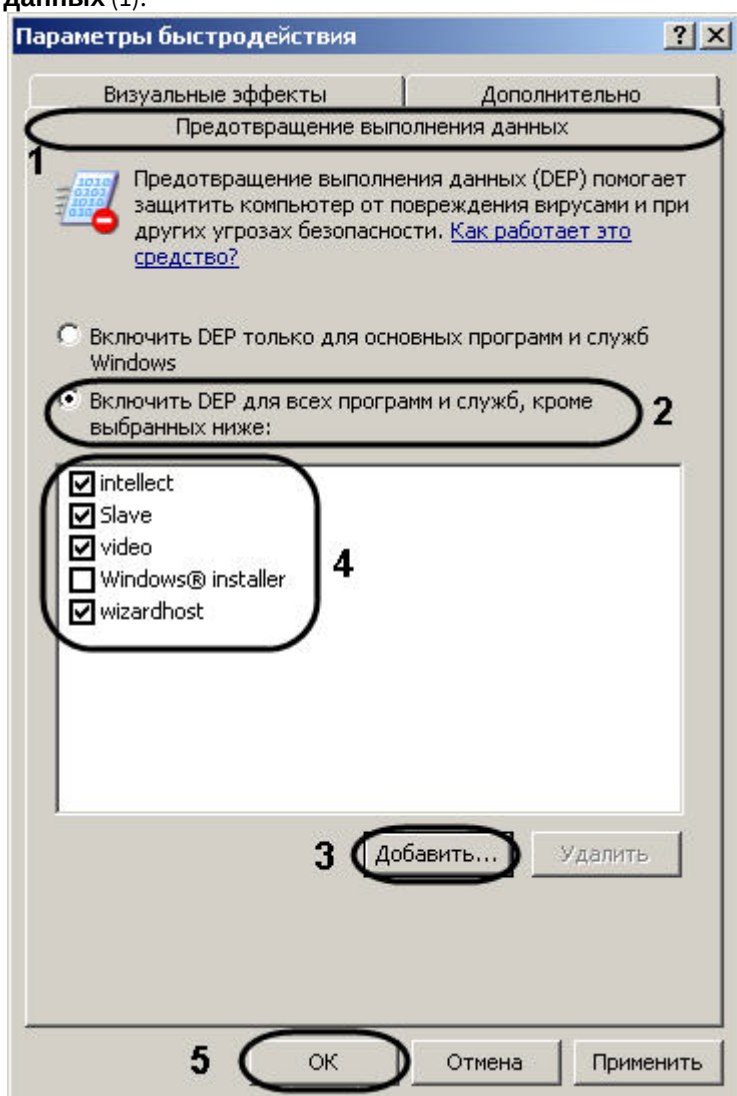 данных (1).
Параметры быстродействия
Визуальные эффекты Дополнительно
Предотвращение выполнения данных
1
Предотвращение выполнения данных (DEP) помогает
защитить компьютер от повреждения вирусами и при
других угрозах безопасности. Как работает это
средство?
Включить DEP только для основных программ и служб
Windows
Включить DEP для всех программ и служб, кроме
выбранных ниже:
2
intellect
Slave
video
Windows® installer
wizardhost
4
3 Добавить... Удалить
5 ОК Отмена Применить